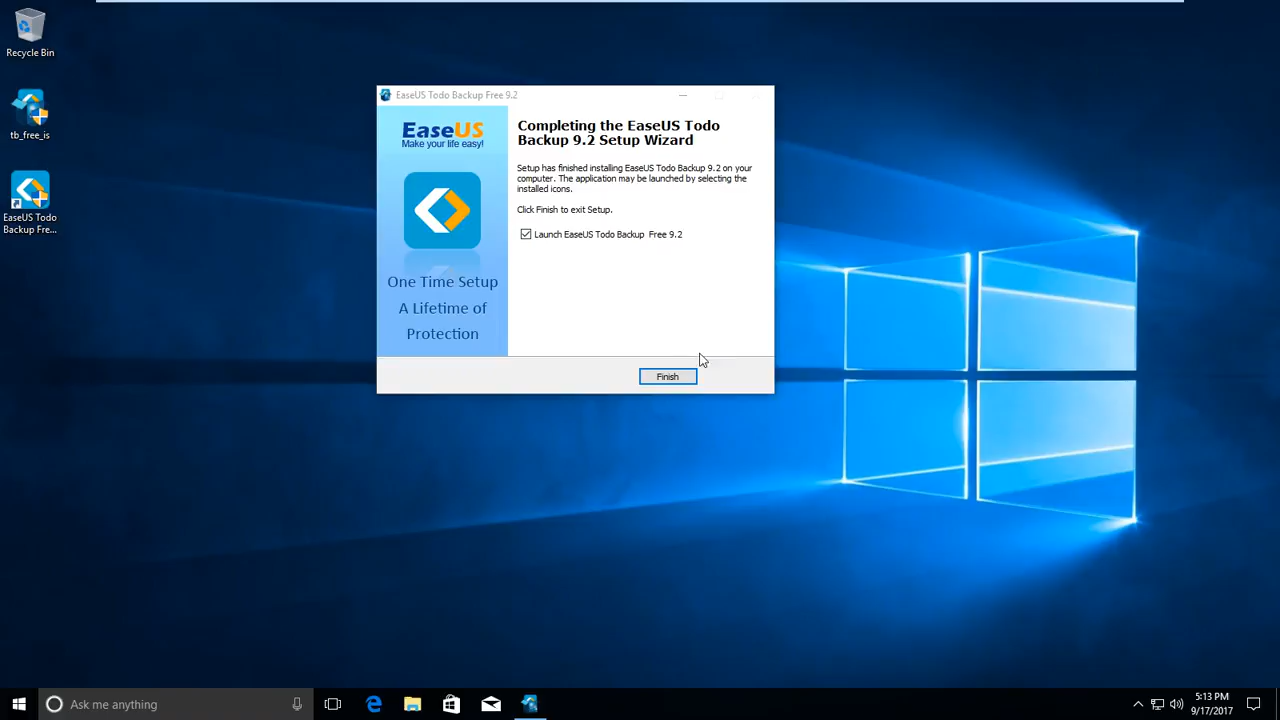 Recycle Bin
tb_free_is
EaseUS Todo
Backup Fre...
EaseUS Todo Backup Free 9.2
EaseUS
Make your life easy!
One Time Setup
A Lifetime of
Protection
Completing the EaseUS Todo
Backup 9.2 Setup Wizard
Setup has finished installing EaseUS Todo Backup 9.2 on your
computer. The application may be launched by selecting the
installed icons.
Click Finish to exit Setup.
Launch EaseUS Todo Backup Free 9.2
Finish
Ask me anything
5:13 PM
9/17/2017